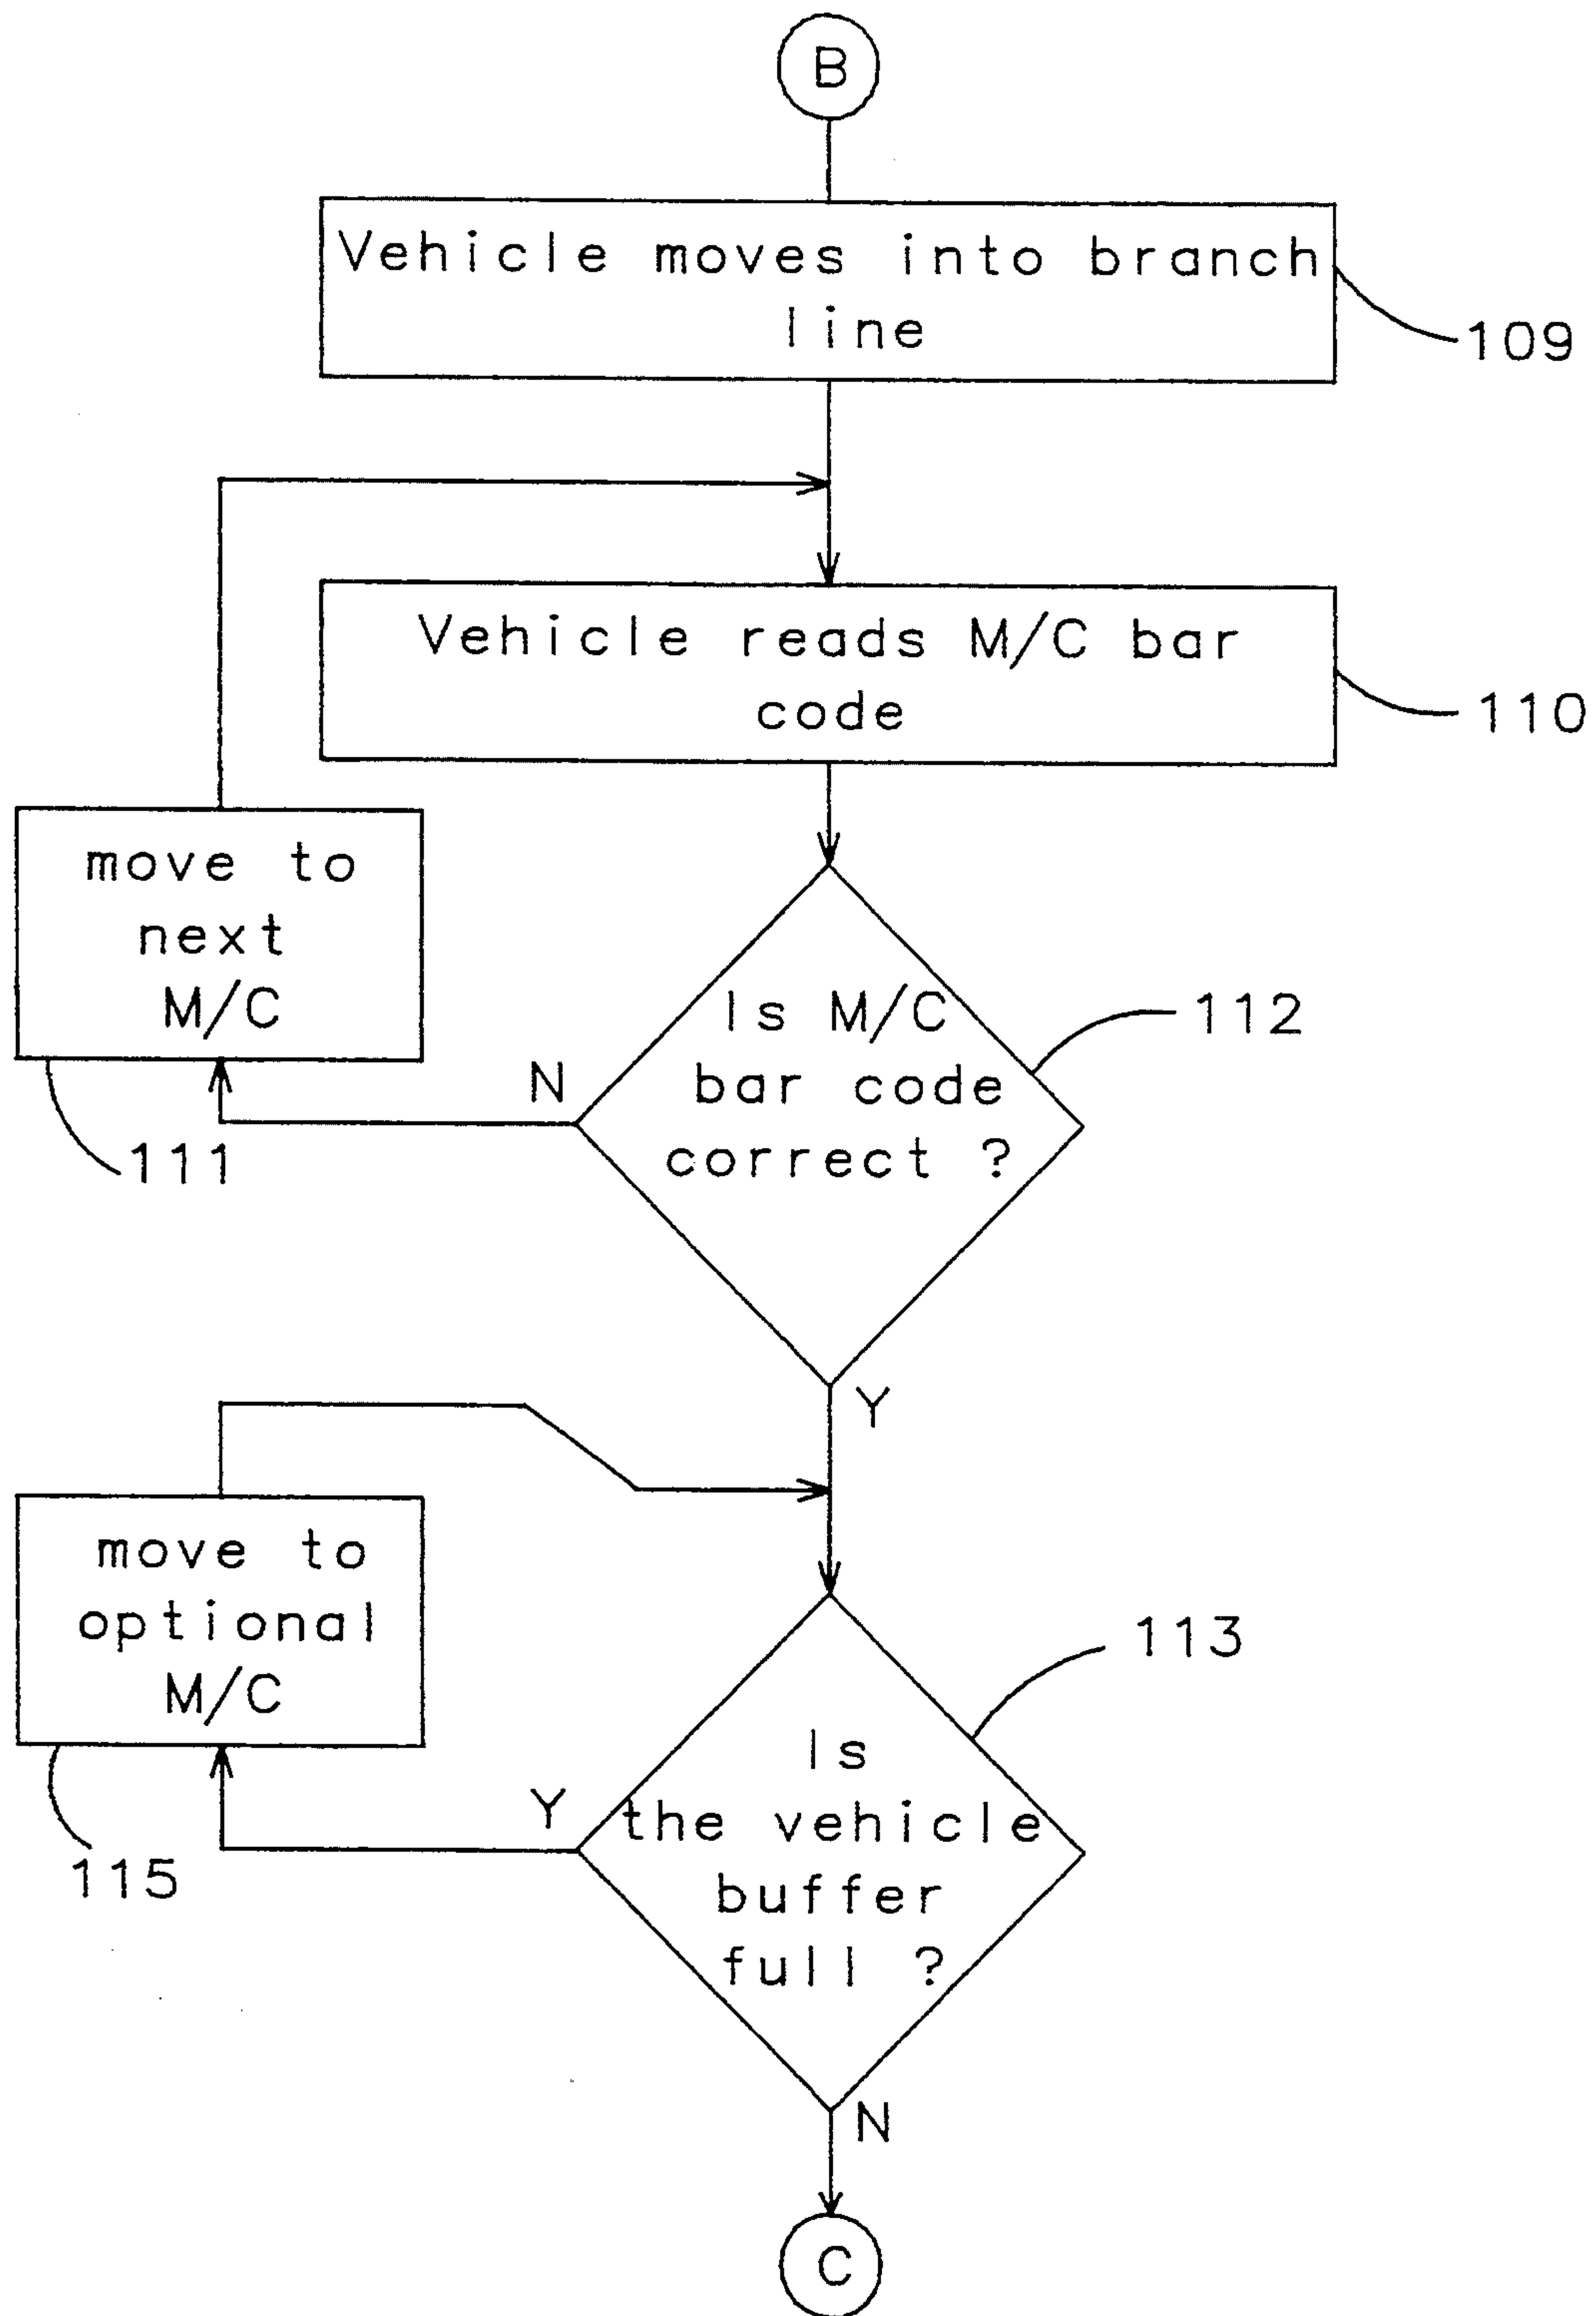 B
Vehicle moves into branch
line
109
Vehicle reads M/C bar
code
110
move to
next
M/C
111
Is M/C
bar code
correct ?
112
N
Y
move to
optional
M/C
115
Is
the vehicle
buffer
full ?
113
Y
N
C